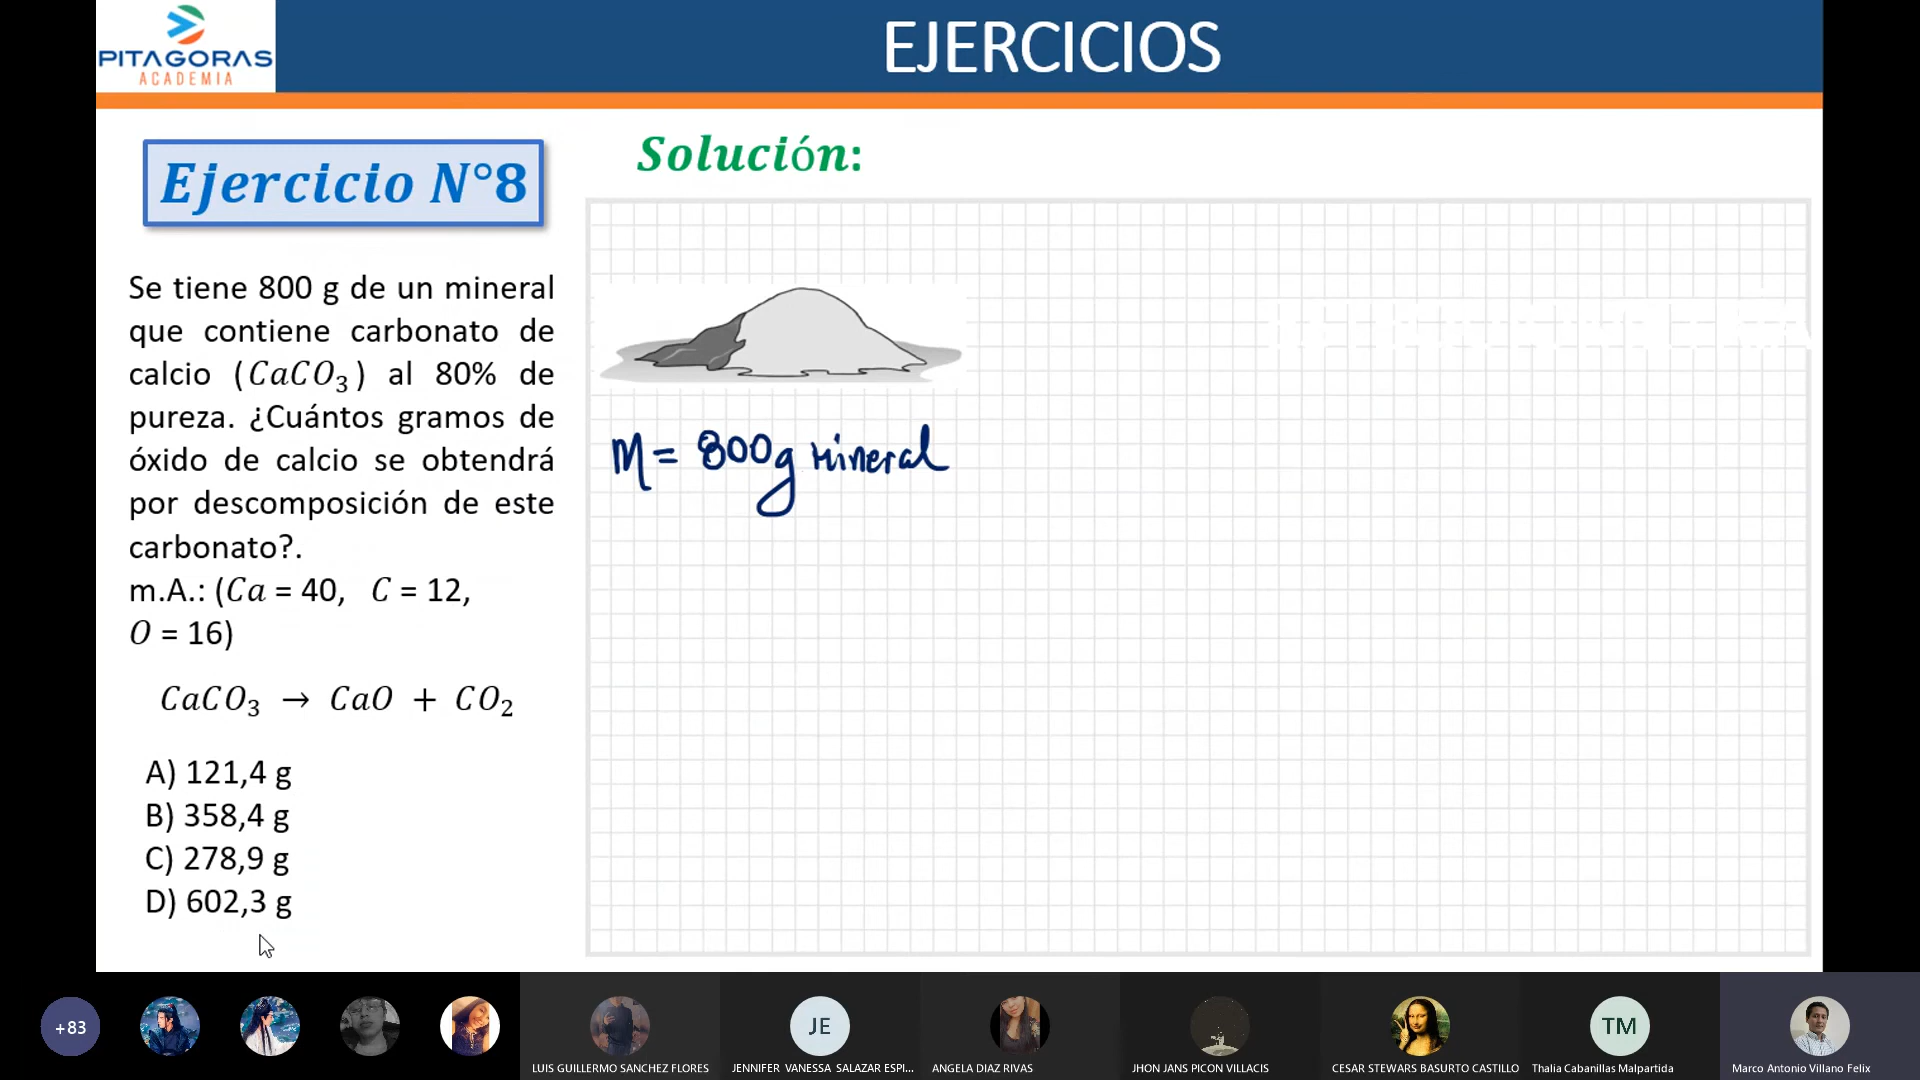 PITAGORAS
ACADEMIA
EJERCICIOS
Ejercicio N°8
Solución:
Se tiene 800 g de un mineral
que contiene carbonato de
calcio (CaCO₃) al 80% de
pureza. ¿Cuántos gramos de
óxido de calcio se obtendrá
por descomposición de este
carbonato?.
m.A.: (Ca = 40, C = 12,
O = 16)
CaCO₃ → CaO + CO₂
A) 121,4 g
B) 358,4 g
C) 278,9 g
D) 602,3 g
M = 800g mineral
+83
JE
TM
LUIS GUILLERMO SANCHEZ FLORES
JENNIFER VANESSA SALAZAR ESPI...
ANGELA DIAZ RIVAS
JHON JANS PICON VILLACIS
CESAR STEWARS BASURTO CASTILLO
Thalia Cabanillas Malpartida
Marco Antonio Villano Felix